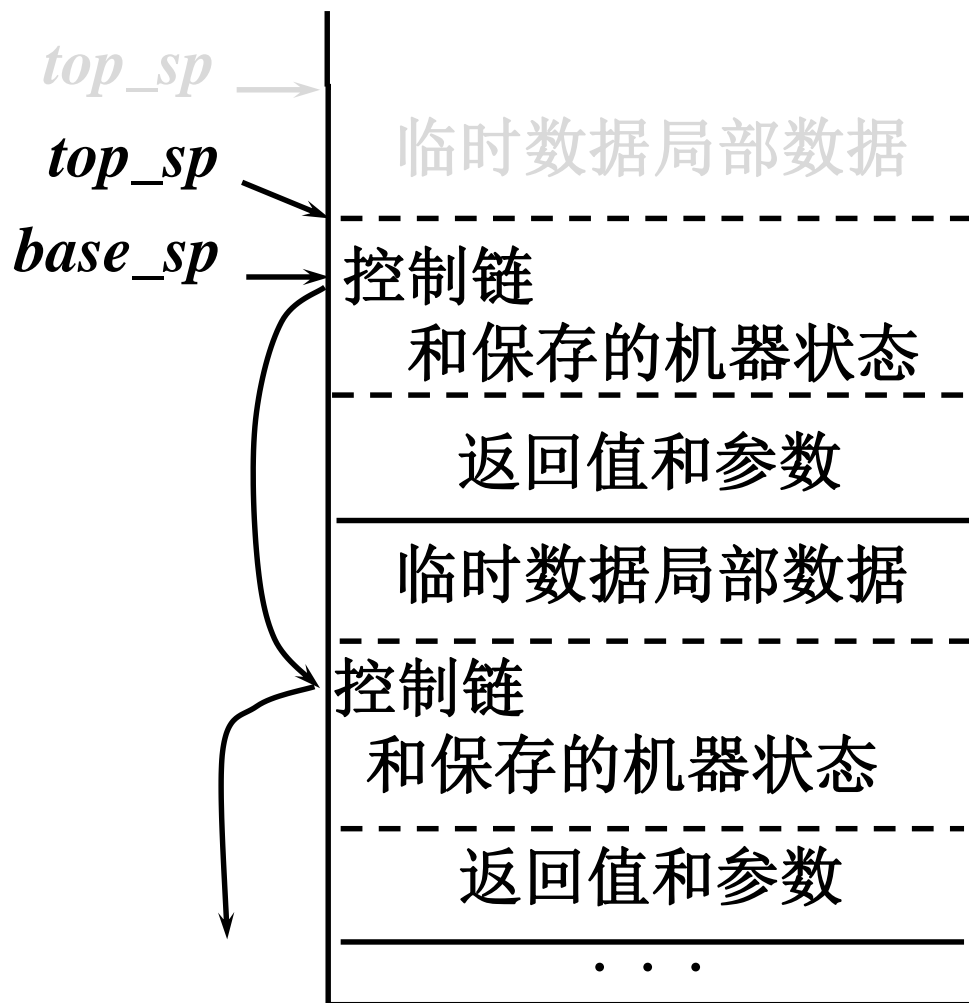 top_sp
临时数据局部数据
top_sp
base_sp
控制链
和保存的机器状态
返回值和参数
临时数据局部数据
控制链
和保存的机器状态
返回值和参数
. . .